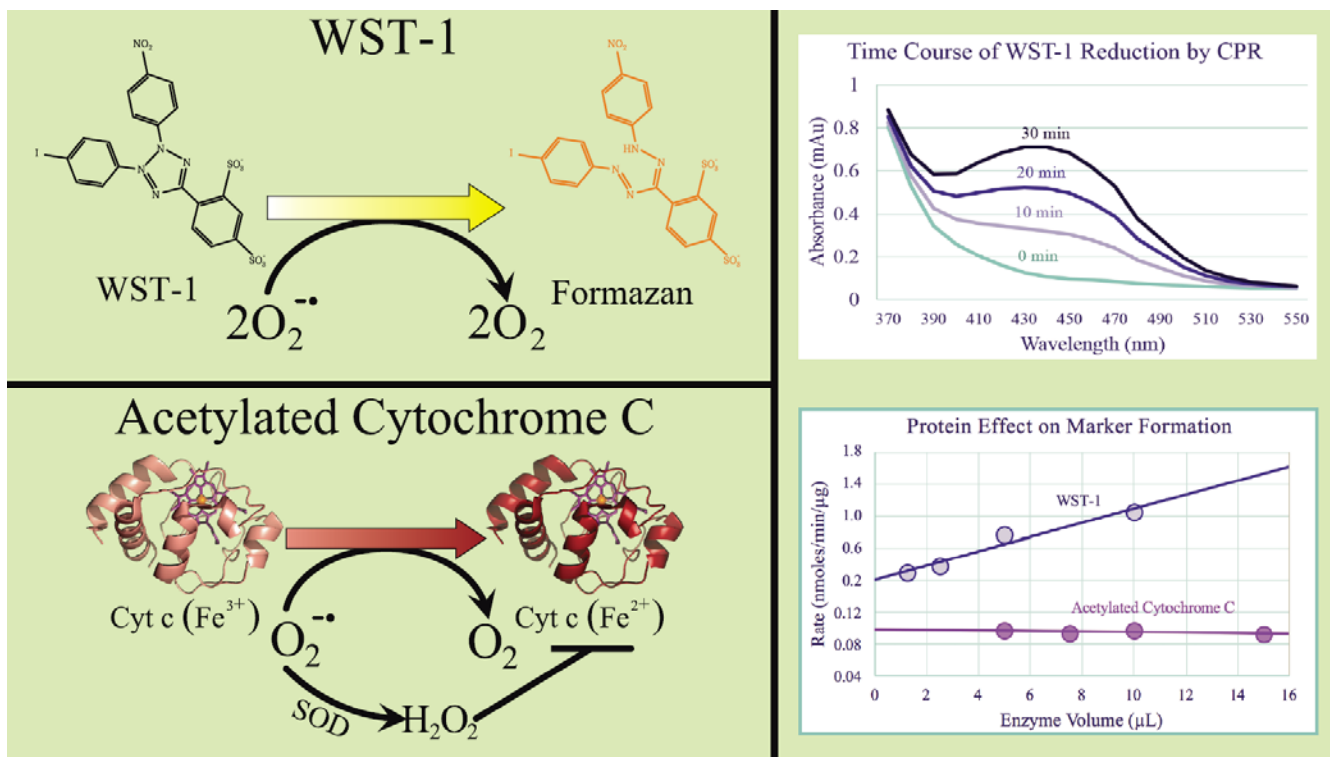 WST-1
NO₂
I
N
N
N
N
SO₃⁻
SO₃⁻
WST-1
2O₂⁻•
2O₂
NO₂
HN
N
I
N
N
SO₃⁻
SO₃⁻
Formazan
Acetylated Cytochrome C
Cyt c (Fe³⁺)
Cyt c (Fe²⁺)
O₂⁻•
O₂
SOD
H₂O₂
Time Course of WST-1 Reduction by CPR
Absorbance (mAu)
1
0.8
0.6
0.4
0.2
0
30 min
20 min
10 min
0 min
370 390 410 430 450 470 490 510 530 550
Wavelength (nm)
Protein Effect on Marker Formation
Rate (nmoles/min/µg)
1.8
1.4
1.0
0.6
0.2
0.12
0.08
0.04
WST-1
Acetylated Cytochrome C
0 2 4 6 8 10 12 14 16
Enzyme Volume (µL)